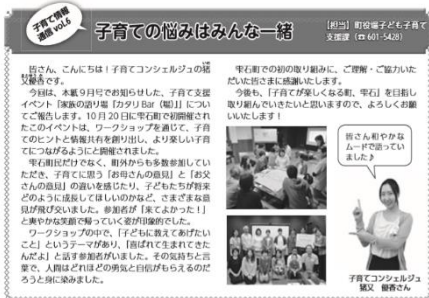 子育て情報
通信 vol.6
子育ての悩みはみんな一緒
【担当】町役場子ども子育て
支援課（☎601-5428）
皆さん、こんにちは！子育てコンシェルジュの猪
又優香です。
今回は、本紙９月号でお知らせした、子育て支援
イベント「家族の語り場『カタリBar（場）』」につい
てご報告します。10月20日に雫石町で初開催され
たこのイベントは、ワークショップを通じて、子育
てのヒントと情報共有を創り出し、より楽しい子育
てにつながるようにと開催されました。
雫石町民だけでなく、町外からも多数参加してい
ただき、子育てに思う「お母さんの意見」と「お父
さんの意見」の違いを感じたり、子どもたちが将来
どのように成長してほしいのかなど、さまざまな意
見が飛び交いました。参加者が「来てよかった！」
と爽やかな笑顔で帰っていく姿が印象的でした。
ワークショップの中で、「子どもに教えてあげたい
こと」というテーマがあり、「喜ばれて生まれてきた
んだよ」と話す参加者がいました。その気持ちと言
葉で、人間はどれほどの勇気と自信がもらえるのだ
ろうと身に染みました。
雫石町での初の取り組みに、ご理解・ご協力いた
だいた皆さまに感謝いたします。
今後も、「子育てが楽しくなる町、雫石」を目指し
取り組んでいきたいと思いますので、よろしくお願
いいたします！
皆さん和やかな
ムードで語ってい
ました♪
子育てコンシェルジュ
猪又 優香さん